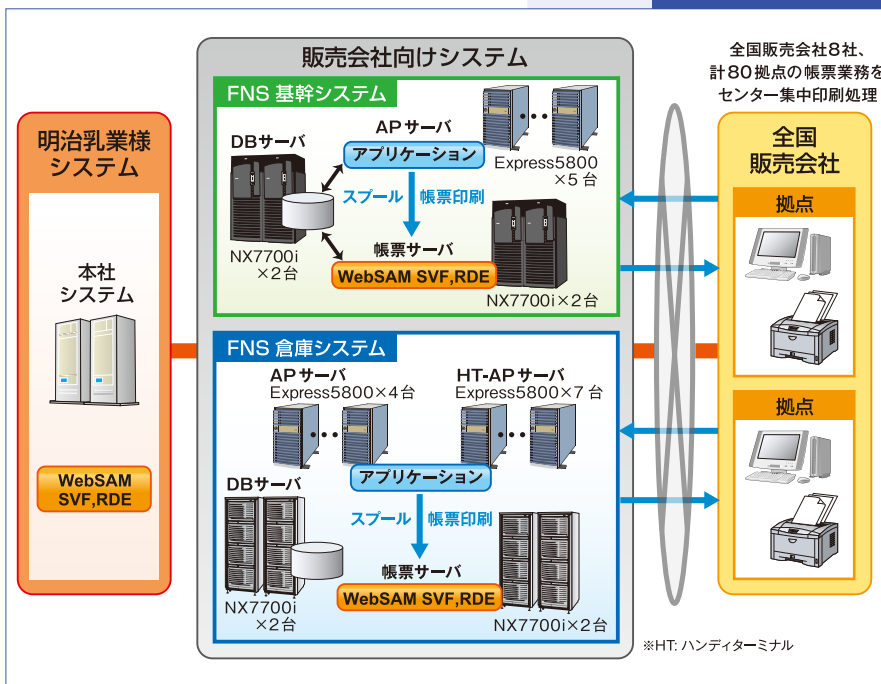 販売会社向けシステム
全国販売会社8社、
計80拠点の帳票業務を
センター集中印刷処理
明治乳業様
システム
本社
システム
WebSAM
SVF,RDE
FNS 基幹システム
DBサーバ
APサーバ
アプリケーション
Express5800
×5台
スプール
帳票印刷
NX7700i
×2台
帳票サーバ
WebSAM SVF,RDE
NX7700i×2台
FNS 倉庫システム
APサーバ
Express5800×4台
HT-APサーバ
Express5800×7台
DBサーバ
アプリケーション
スプール
帳票印刷
NX7700i
×2台
帳票サーバ
WebSAM SVF,RDE
NX7700i×2台
全国
販売会社
拠点
拠点
※HT: ハンディターミナル